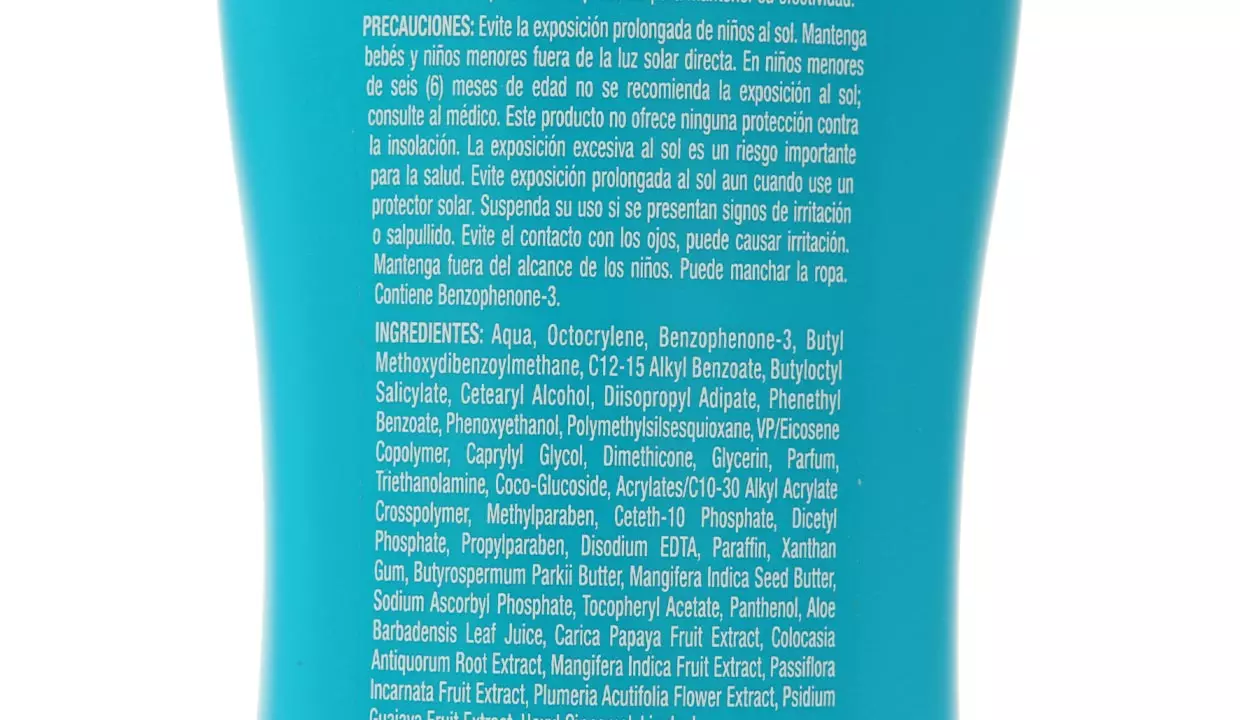 para mantener su efectividad.
PRECAUCIONES: Evite la exposición prolongada de niños al sol. Mantenga
bebés y niños menores fuera de la luz solar directa. En niños menores
de seis (6) meses de edad no se recomienda la exposición al sol;
consulte al médico. Este producto no ofrece ninguna protección contra
la insolación. La exposición excesiva al sol es un riesgo importante
para la salud. Evite exposición prolongada al sol aun cuando use un
protector solar. Suspenda su uso si se presentan signos de irritación
o salpullido. Evite el contacto con los ojos, puede causar irritación.
Mantenga fuera del alcance de los niños. Puede manchar la ropa.
Contiene Benzophenone-3.
INGREDIENTES: Aqua, Octocrylene, Benzophenone-3, Butyl
Methoxydibenzoylmethane, C12-15 Alkyl Benzoate, Butyloctyl
Salicylate, Cetearyl Alcohol, Diisopropyl Adipate, Phenethyl
Benzoate, Phenoxyethanol, Polymethylsilsesquioxane, VP/Eicosene
Copolymer, Caprylyl Glycol, Dimethicone, Glycerin, Parfum,
Triethanolamine, Coco-Glucoside, Acrylates/C10-30 Alkyl Acrylate
Crosspolymer, Methylparaben, Ceteth-10 Phosphate, Dicetyl
Phosphate, Propylparaben, Disodium EDTA, Paraffin, Xanthan
Gum, Butyrospermum Parkii Butter, Mangifera Indica Seed Butter,
Sodium Ascorbyl Phosphate, Tocopheryl Acetate, Panthenol, Aloe
Barbadensis Leaf Juice, Carica Papaya Fruit Extract, Colocasia
Antiquorum Root Extract, Mangifera Indica Fruit Extract, Passiflora
Incarnata Fruit Extract, Plumeria Acutifolia Flower Extract, Psidium
Guajava Fruit Extract,